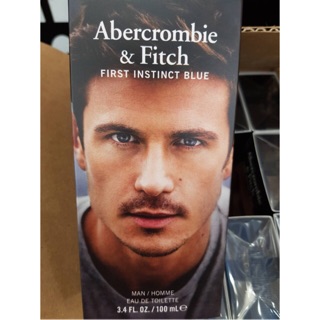 Abercrombie
& Fitch
FIRST INSTINCT BLUE
MAN / HOMME
EAU DE TOILETTE
3.4 FL. OZ. / 100 mL ℮